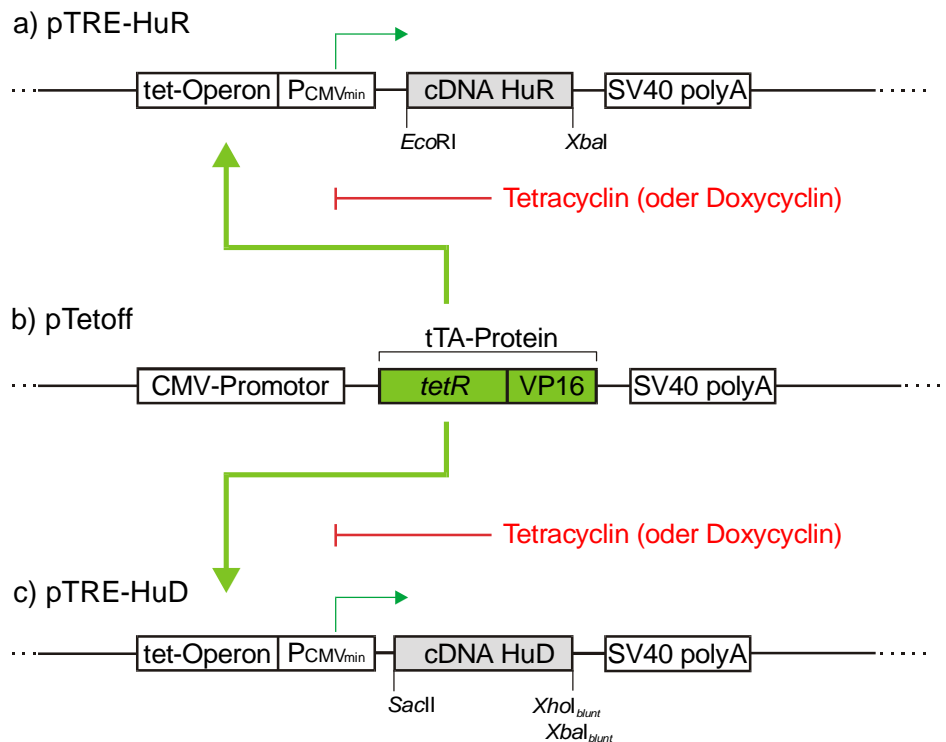 a) pTRE-HuR
tet-Operon PCMVmin cDNA HuR SV40 polyA
EcoRI XbaI
Tetracyclin (oder Doxycyclin)
b) pTetoff
tTA-Protein
CMV-Promotor tetR VP16 SV40 polyA
Tetracyclin (oder Doxycyclin)
c) pTRE-HuD
tet-Operon PCMVmin cDNA HuD SV40 polyA
SacII XhoIblunt
XbaIblunt